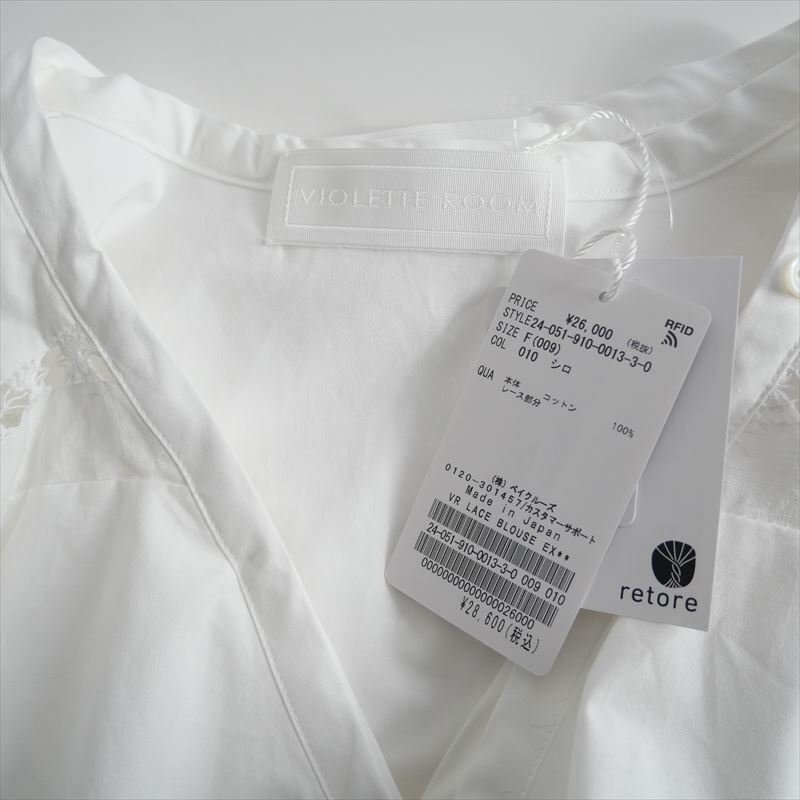 VIOLETTE ROOM
PRICE ¥26,000 (税抜)
STYLE24-051-910-0013-3-0
SIZE F(009)
COL 010 シロ
RFID
QUA 本体 コットン
レース部分
100%
(株)ベイクルーズ
0120-301457/カスタマーサポート
Made in Japan
VR LACE BLOUSE EX**
24-051-910-0013-3-0 009 010
0000000000000026000
¥28,600(税込)
retore